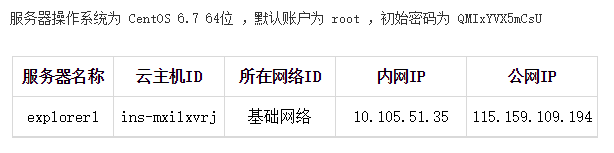 服务器操作系统为 CentOS 6.7 64位 ，默认账户为 root ，初始密码为 QMIxYVX5mCsU
服务器名称 云主机ID 所在网络ID 内网IP 公网IP
explorer1 ins-mxi1xvrj 基础网络 10.105.51.35 115.159.109.194